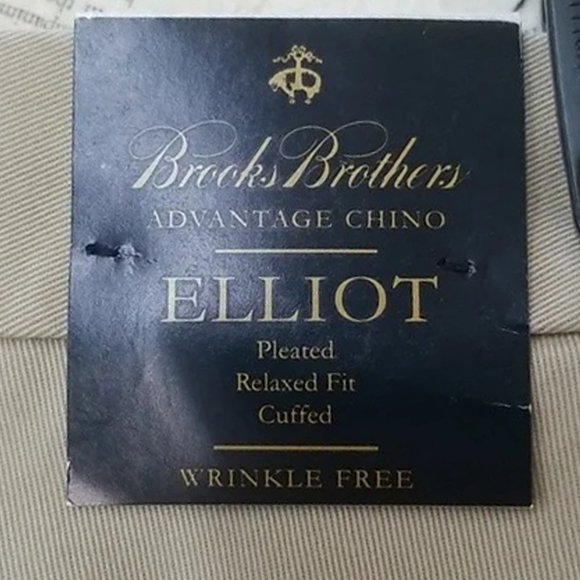 Brooks Brothers
ADVANTAGE CHINO
ELLIOT
Pleated
Relaxed Fit
Cuffed
WRINKLE FREE